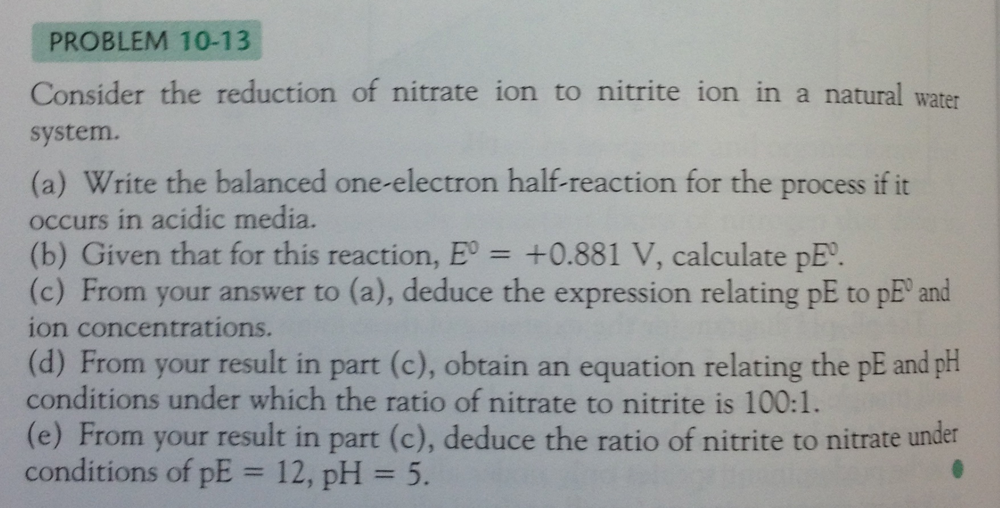 PROBLEM 10-13
Consider the reduction of nitrate ion to nitrite ion in a natural water
system.
(a) Write the balanced one-electron half-reaction for the process if it
occurs in acidic media.
(b) Given that for this reaction, E⁰ = +0.881 V, calculate pE⁰.
(c) From your answer to (a), deduce the expression relating pE to pE⁰ and
ion concentrations.
(d) From your result in part (c), obtain an equation relating the pE and pH
conditions under which the ratio of nitrate to nitrite is 100:1.
(e) From your result in part (c), deduce the ratio of nitrite to nitrate under
conditions of pE = 12, pH = 5.